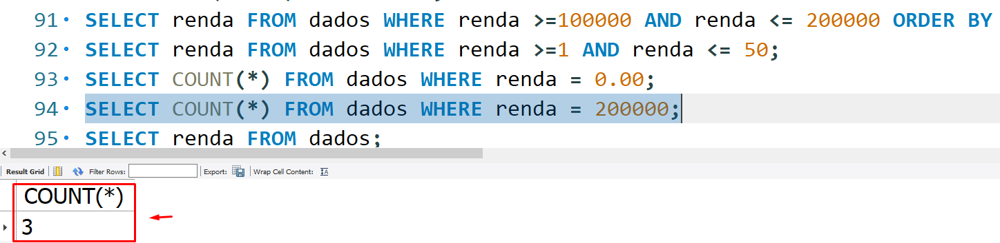 91 SELECT renda FROM dados WHERE renda >=100000 AND renda <= 200000 ORDER BY
92 SELECT renda FROM dados WHERE renda >=1 AND renda <= 50;
93 SELECT COUNT(*) FROM dados WHERE renda = 0.00;
94 SELECT COUNT(*) FROM dados WHERE renda = 200000;
95 SELECT renda FROM dados;
Result Grid Filter Rows: Export: Wrap Cell Content:
COUNT(*)
3